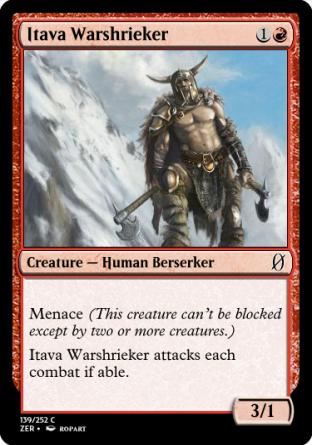 Itava Warshrieker 1
Creature — Human Berserker
Menace (This creature can't be blocked
except by two or more creatures.)
Itava Warshrieker attacks each
combat if able.
139/252 C
ZER • ROPART
3/1